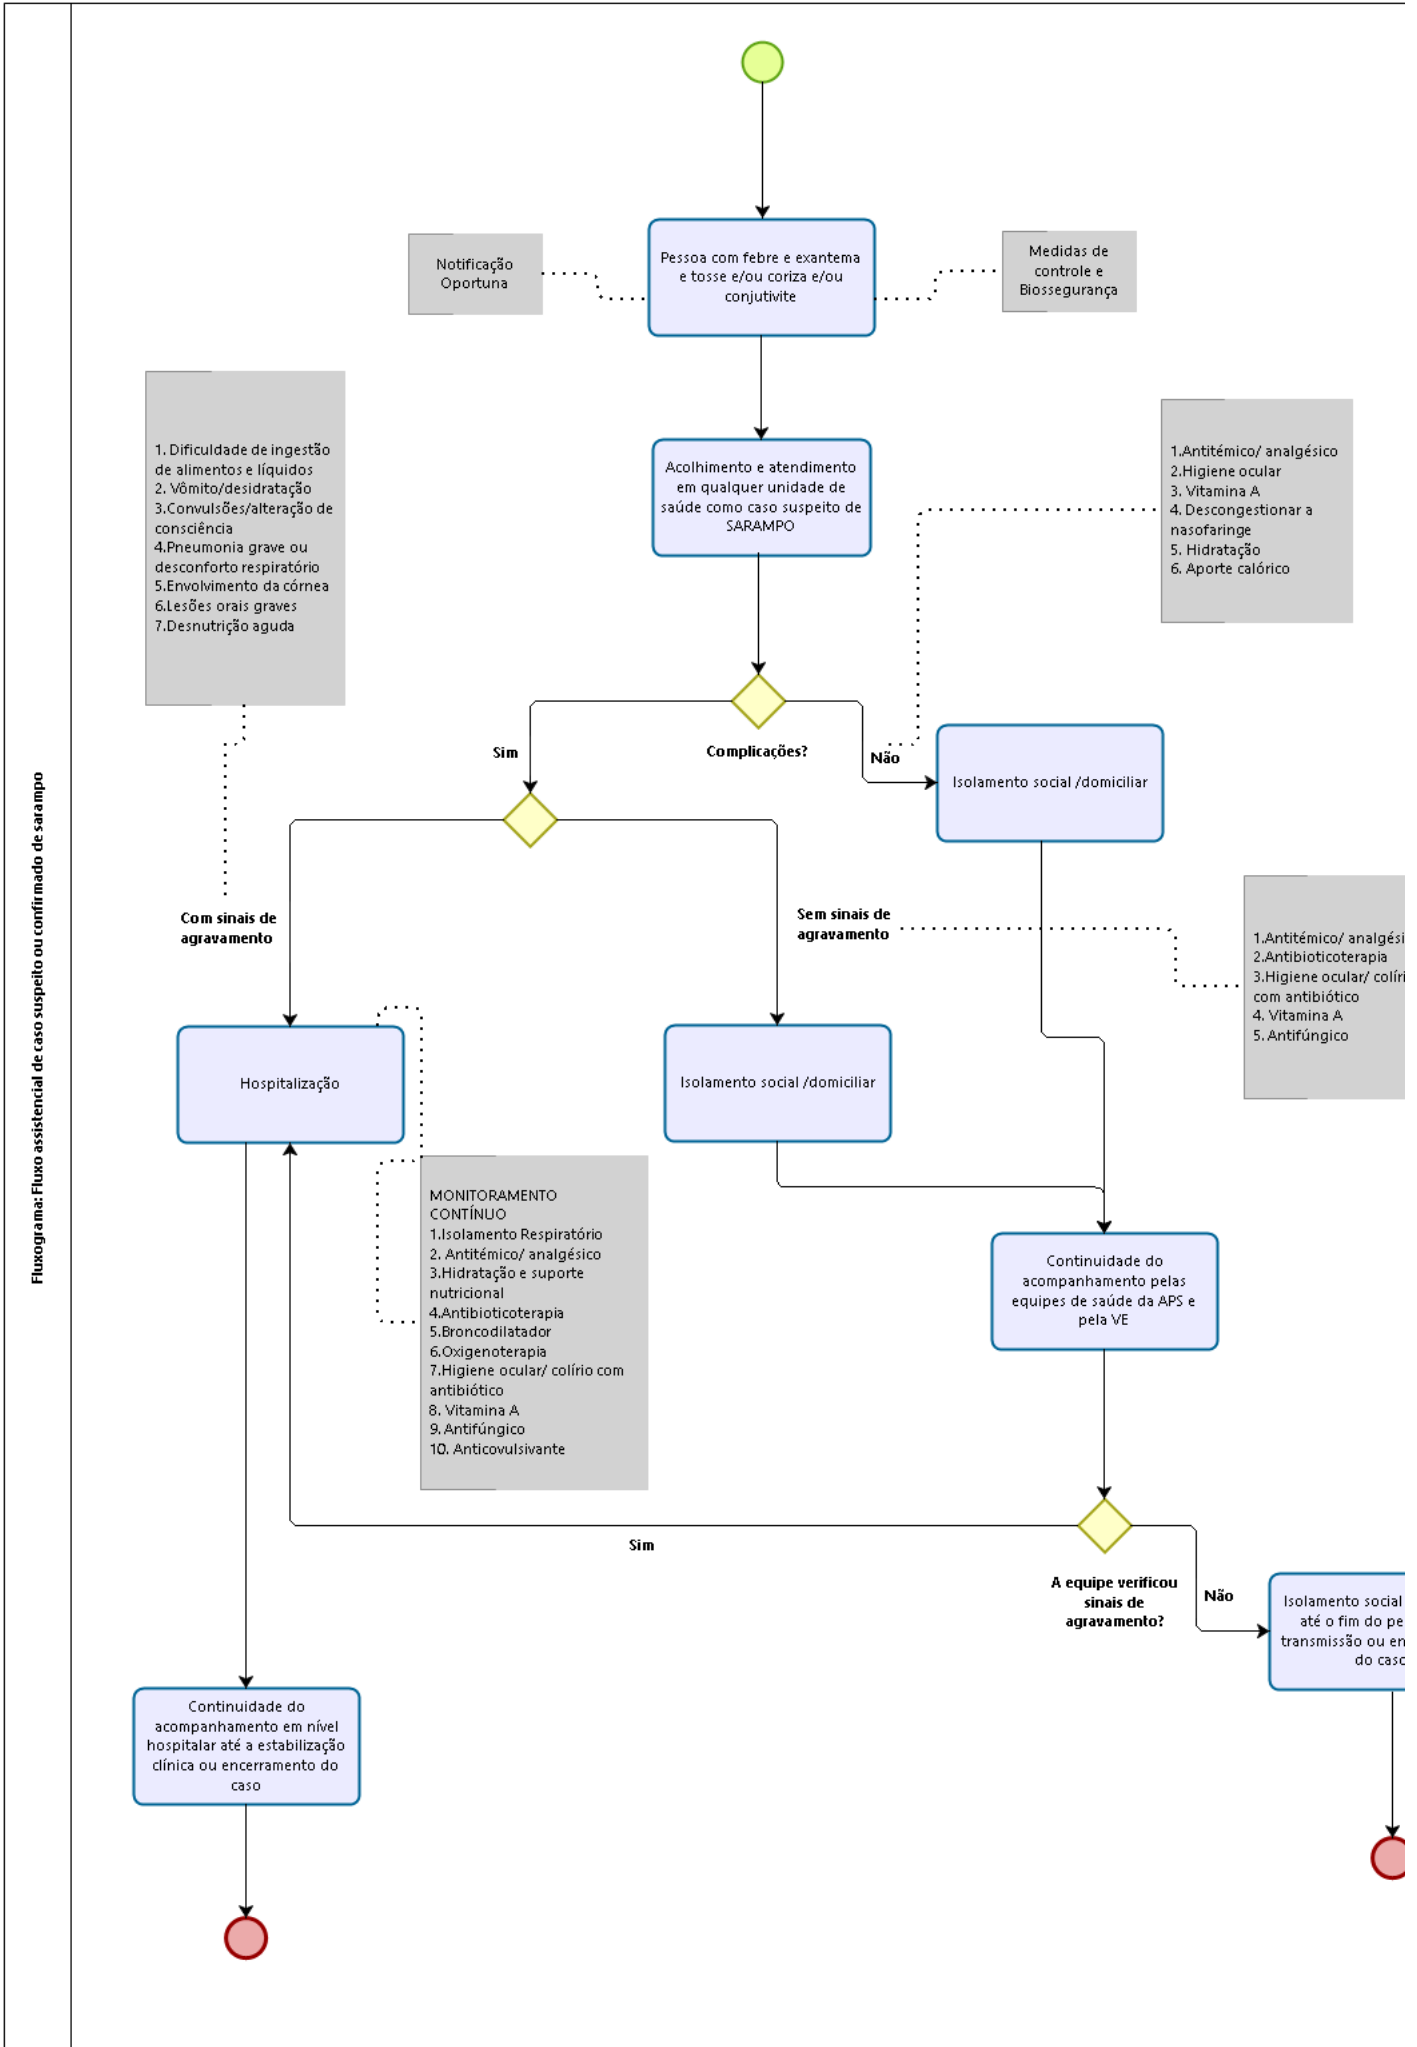 Fluxograma: Fluxo assistencial de caso suspeito ou confirmado de sarampo
Notificação
Oportuna
Pessoa com febre e exantema
e tosse e/ou coriza e/ou
conjutivite
Medidas de
controle e
Biossegurança
1. Dificuldade de ingestão
de alimentos e líquidos
2. Vômito/desidratação
3.Convulsões/alteração de
consciência
4.Pneumonia grave ou
desconforto respiratório
5.Envolvimento da córnea
6.Lesões orais graves
7.Desnutrição aguda
Acolhimento e atendimento
em qualquer unidade de
saúde como caso suspeito de
SARAMPO
1.Antitémico/ analgésico
2.Higiene ocular
3. Vitamina A
4. Descongestionar a
nasofaringe
5. Hidratação
6. Aporte calórico
Sim
Complicações?
Não
Isolamento social /domiciliar
Com sinais de
agravamento
Sem sinais de
agravamento
1.Antitémico/ analgési
2.Antibioticoterapia
3.Higiene ocular/ colíri
com antibiótico
4. Vitamina A
5. Antifúngico
Hospitalização
Isolamento social /domiciliar
MONITORAMENTO
CONTÍNUO
1.Isolamento Respiratório
2. Antitémico/ analgésico
3.Hidratação e suporte
nutricional
4.Antibioticoterapia
5.Broncodilatador
6.Oxigenoterapia
7.Higiene ocular/ colírio com
antibiótico
8. Vitamina A
9. Antifúngico
10. Anticovulsivante
Continuidade do
acompanhamento pelas
equipes de saúde da APS e
pela VE
Sim
A equipe verificou
sinais de
agravamento?
Não
Isolamento social
até o fim do pe
transmissão ou en
do caso
Continuidade do
acompanhamento em nível
hospitalar até a estabilização
clínica ou encerramento do
caso